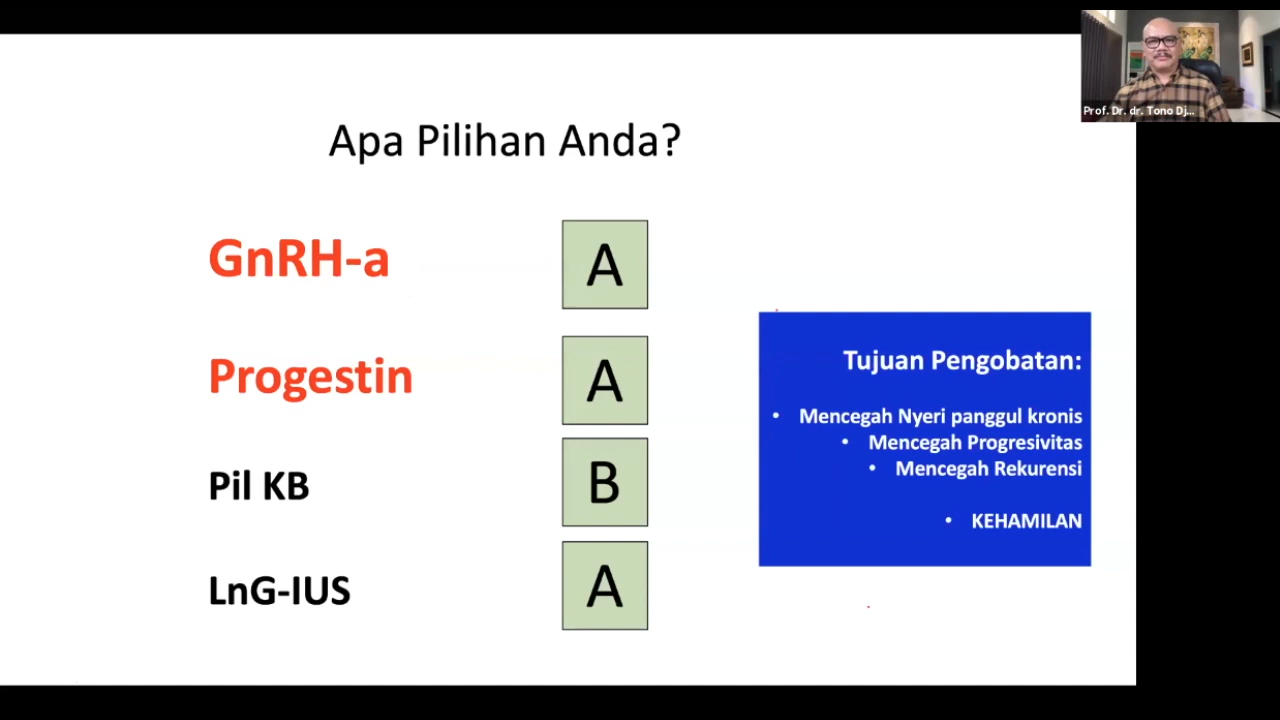 Prof. Dr. dr. Tono Dj...
Apa Pilihan Anda?
GnRH-a A
Progestin A
Pil KB B
LnG-IUS A
Tujuan Pengobatan:
• Mencegah Nyeri panggul kronis
• Mencegah Progresivitas
• Mencegah Rekurensi
• KEHAMILAN